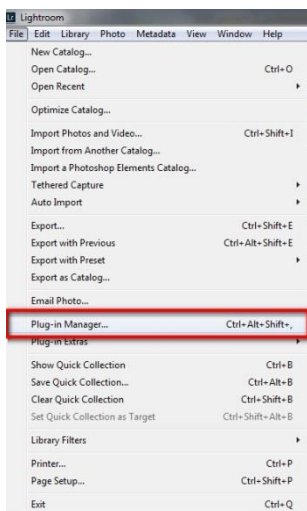 Lr Lightroom
File Edit Library Photo Metadata View Window Help
New Catalog...
Open Catalog... Ctrl+O
Open Recent
Optimize Catalog...
Import Photos and Video... Ctrl+Shift+I
Import from Another Catalog...
Import a Photoshop Elements Catalog...
Tethered Capture
Auto Import
Export... Ctrl+Shift+E
Export with Previous Ctrl+Alt+Shift+E
Export with Preset
Export as Catalog...
Email Photo...
Plug-in Manager... Ctrl+Alt+Shift+,
Plug-in Extras
Show Quick Collection Ctrl+B
Save Quick Collection... Ctrl+Alt+B
Clear Quick Collection Ctrl+Shift+B
Set Quick Collection as Target Ctrl+Shift+Alt+B
Library Filters
Printer... Ctrl+P
Page Setup... Ctrl+Shift+P
Exit Ctrl+Q